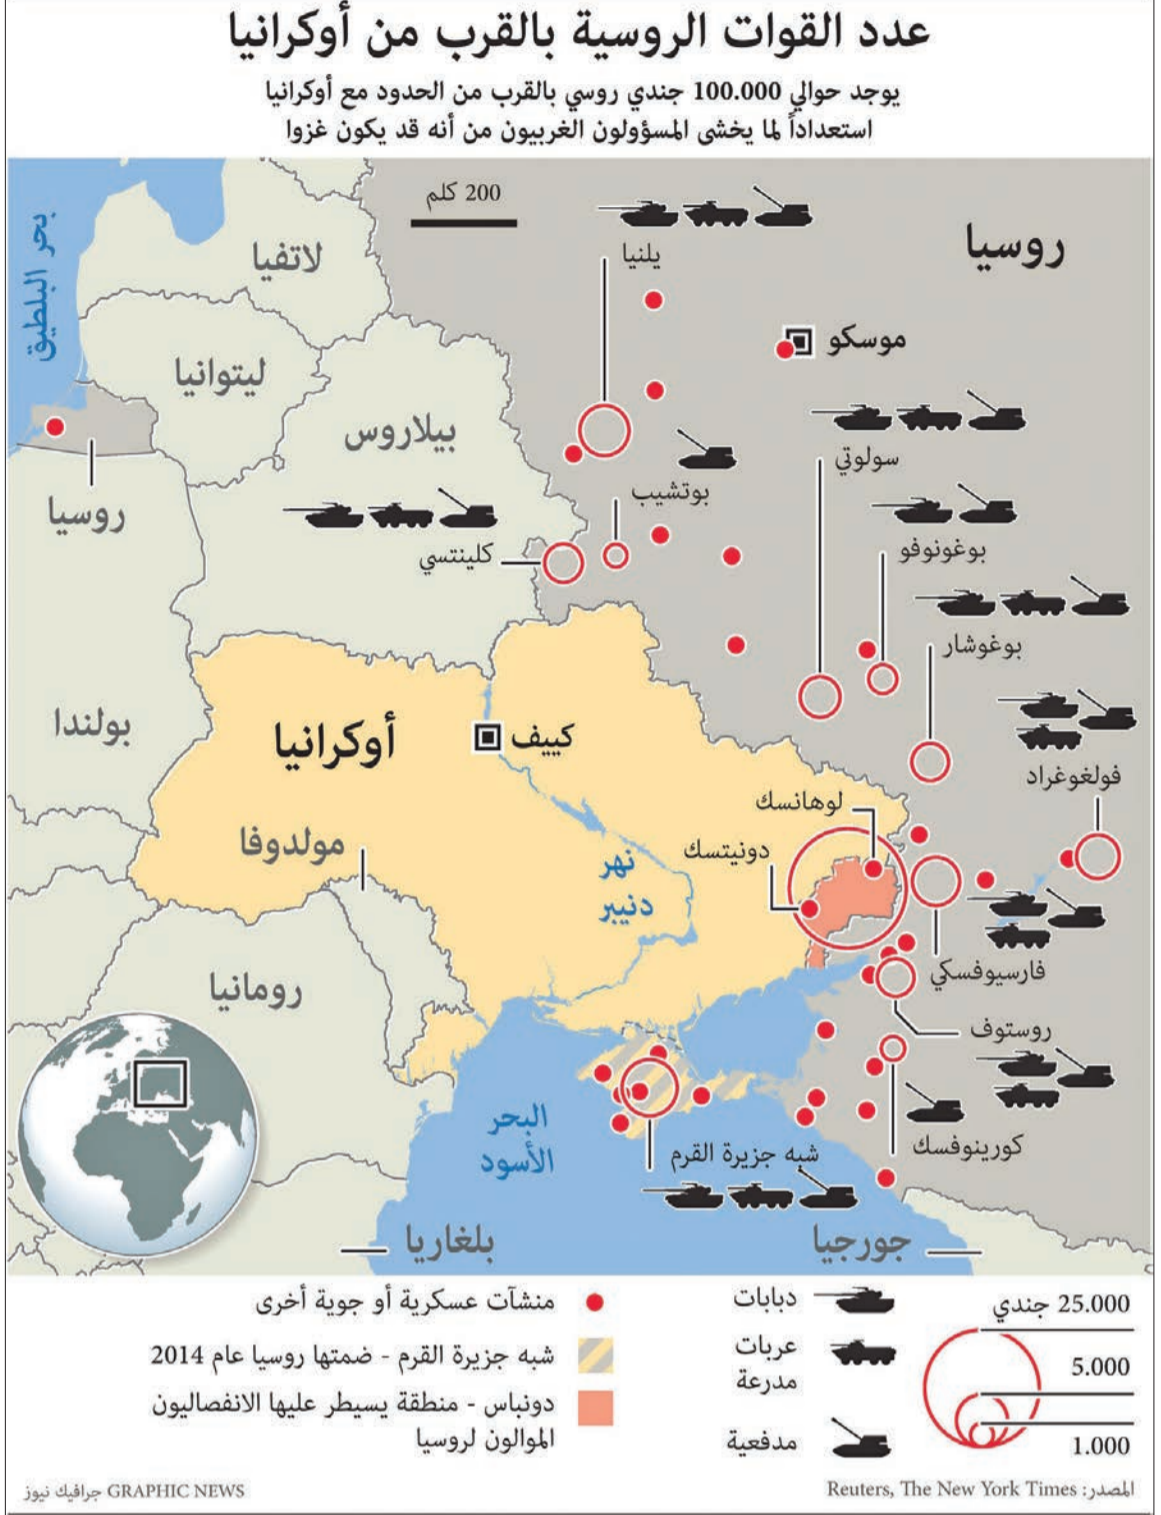 عدد القوات الروسية بالقرب من أوكرانيا
يوجد حوالي 100.000 جندي روسي بالقرب من الحدود مع أوكرانيا
استعداداً لما يخشى المسؤولون الغربيون من أنه قد يكون غزوا
200 كلم
روسيا
يلنيا
لاتفيا
بحر البلطيق
موسكو
ليتوانيا
بيلاروس
سولوتي
بوتشيب
روسيا
بوغونوفو
كلينتسي
بوغوشار
بولندا
أوكرانيا
كييف
فولغوغراد
لوهانسك
مولدوفا
دونيتسك
نهر
دنيبر
فارسيوفسكي
رومانيا
روستوف
البحر
الأسود
كورينوفسك
شبه جزيرة القرم
بلغاريا
جورجيا
25.000 جندي
5.000
1.000
دبابات
عربات
مدرعة
مدفعية
منشآت عسكرية أو جوية أخرى
شبه جزيرة القرم - ضمتها روسيا عام 2014
دونباس - منطقة يسيطر عليها الانفصاليون
الموالون لروسيا
المصدر: Reuters, The New York Times
GRAPHIC NEWS جرافيك نيوز